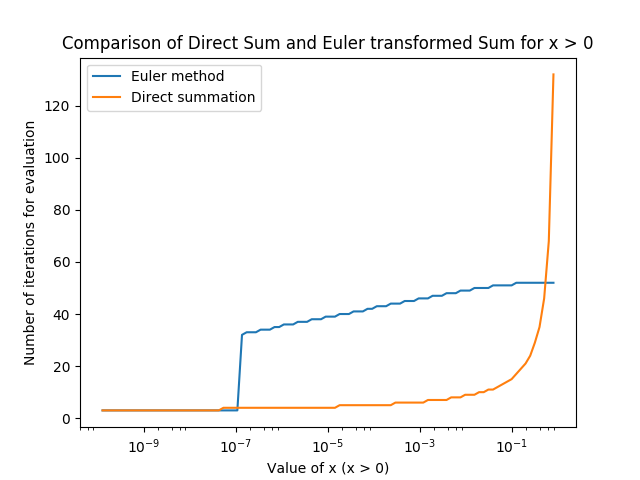 Comparison of Direct Sum and Euler transformed Sum for x > 0
Euler method
Direct summation
Number of iterations for evaluation
120
100
80
60
40
20
0
10⁻⁹
10⁻⁷
10⁻⁵
10⁻³
10⁻¹
Value of x (x > 0)